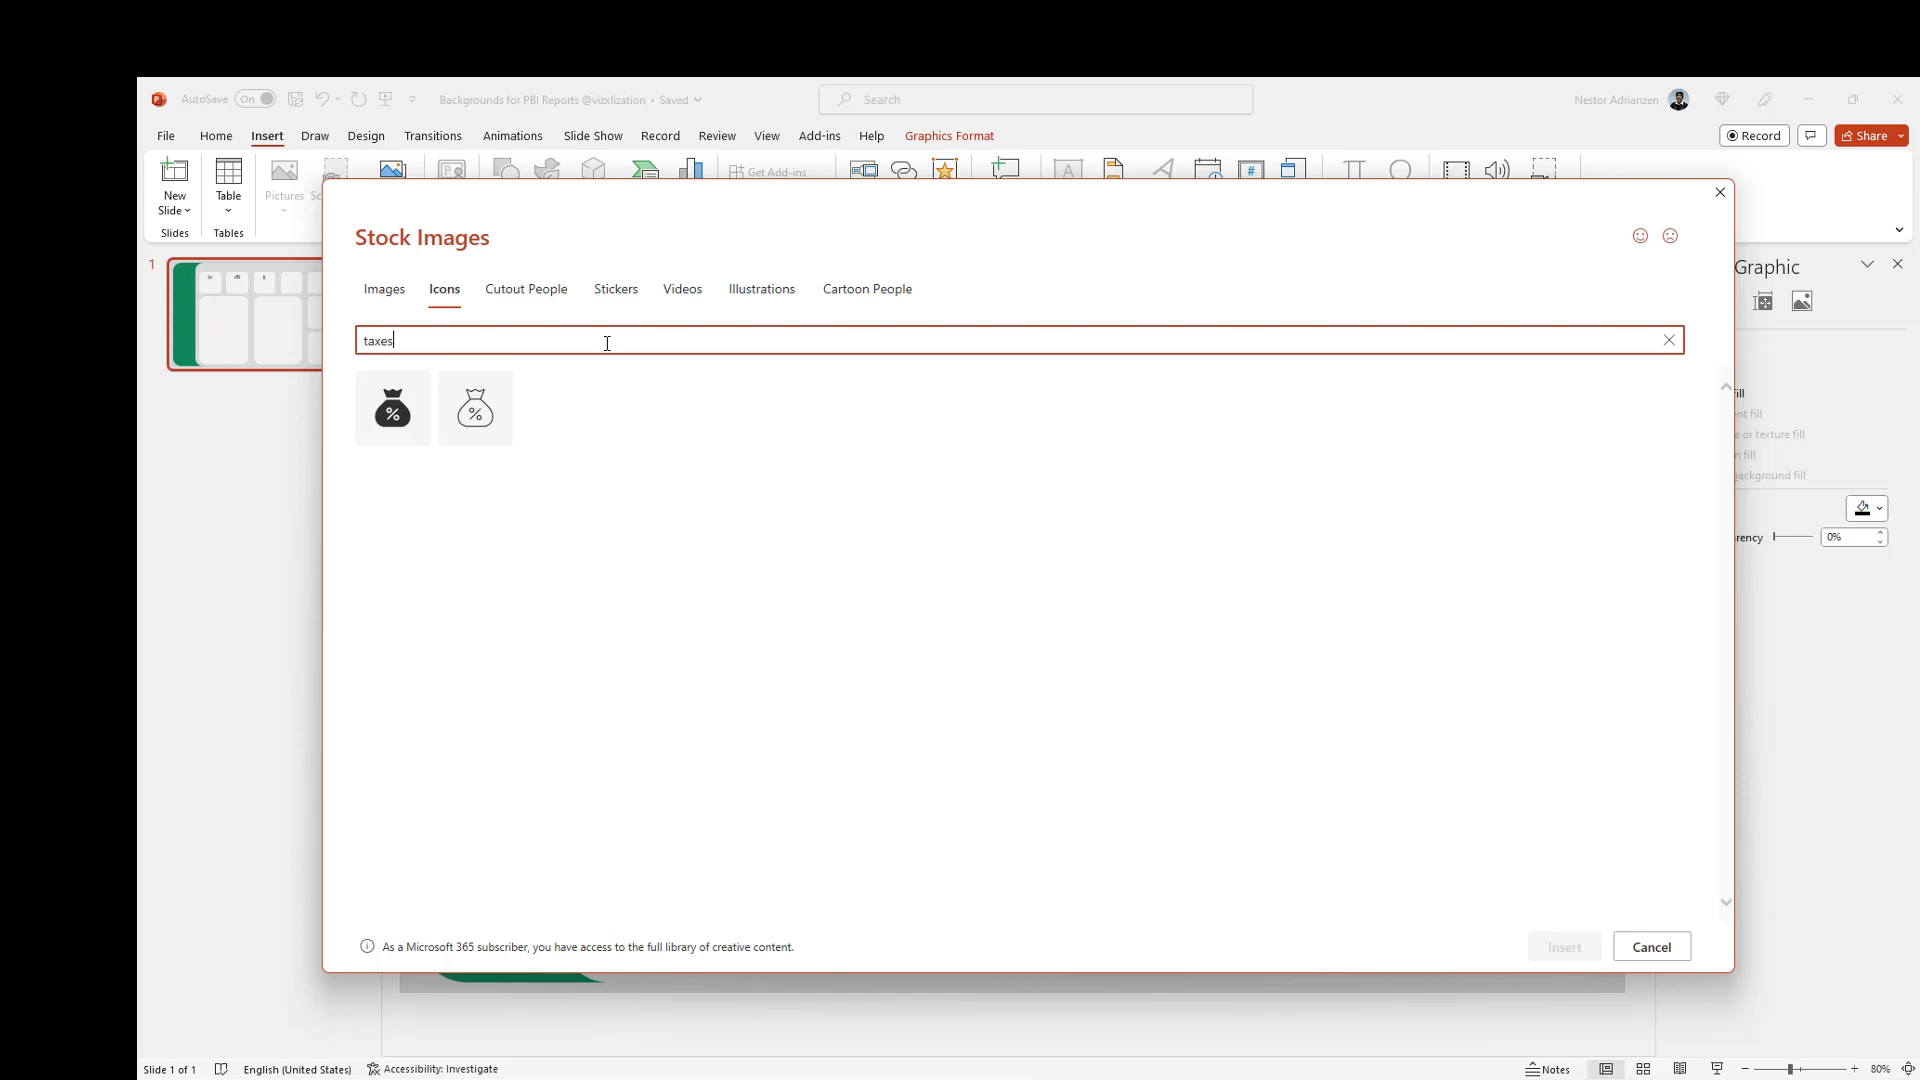 AutoSave On Backgrounds for PBI Reports @vizxlization • Saved Search Nestor Adrianzen
File Home Insert Draw Design Transitions Animations Slide Show Record Review View Add-ins Help Graphics Format Record Share
Get Add-ins
New Slide Table Pictures
Slides Tables
Stock Images
Graphic
1
Images Icons Cutout People Stickers Videos Illustrations Cartoon People
taxes
% %
fill
ent fill
e or texture fill
n fill
background fill
rency 0%
As a Microsoft 365 subscriber, you have access to the full library of creative content.
Insert Cancel
Slide 1 of 1 English (United States) Accessibility: Investigate Notes 80%